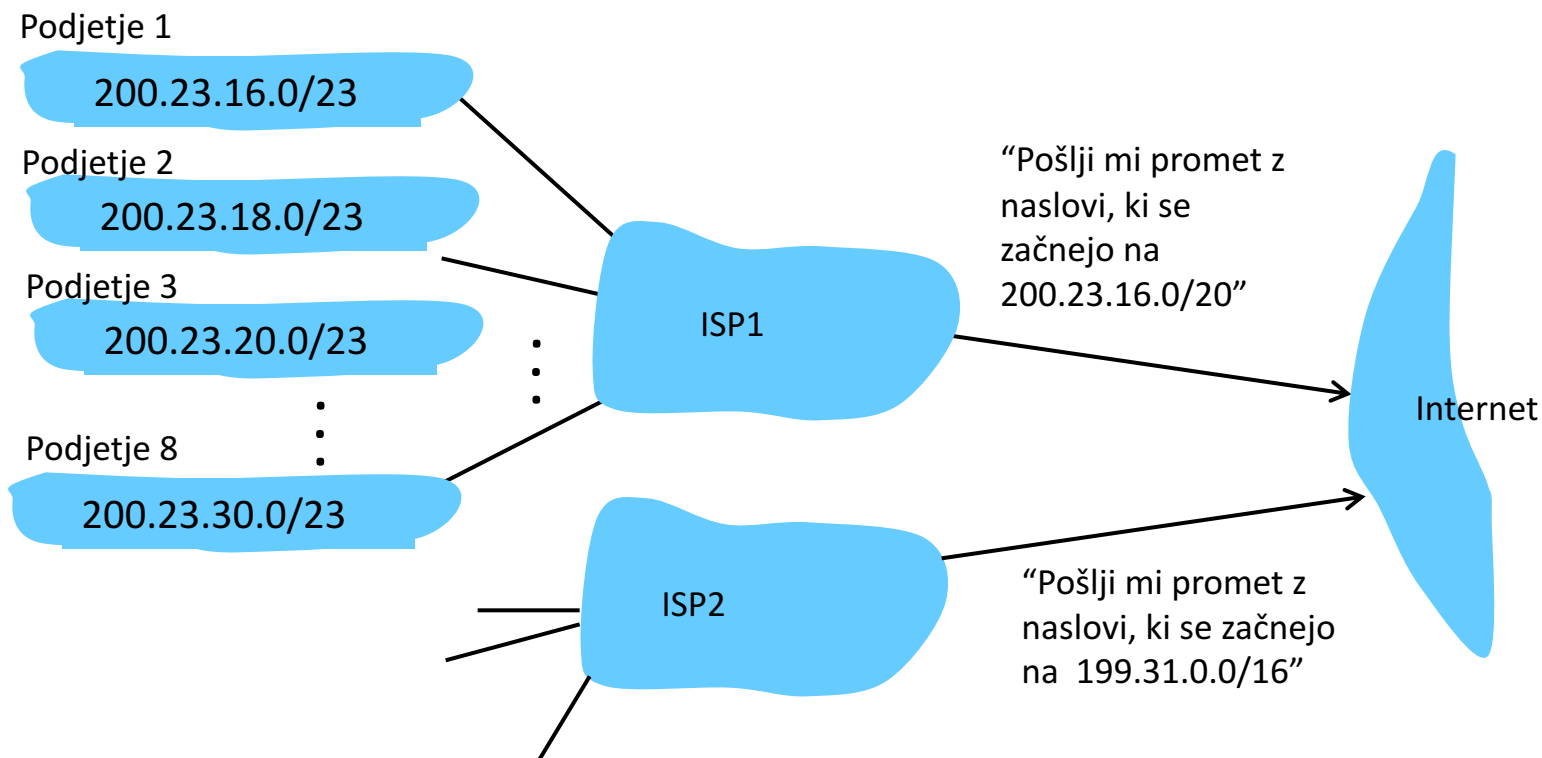 Podjetje 1
200.23.16.0/23
Podjetje 2
200.23.18.0/23
Podjetje 3
200.23.20.0/23
Podjetje 8
200.23.30.0/23
ISP1
ISP2
“Pošlji mi promet z
naslovi, ki se
začnejo na
200.23.16.0/20”
“Pošlji mi promet z
naslovi, ki se začnejo
na 199.31.0.0/16”
Internet